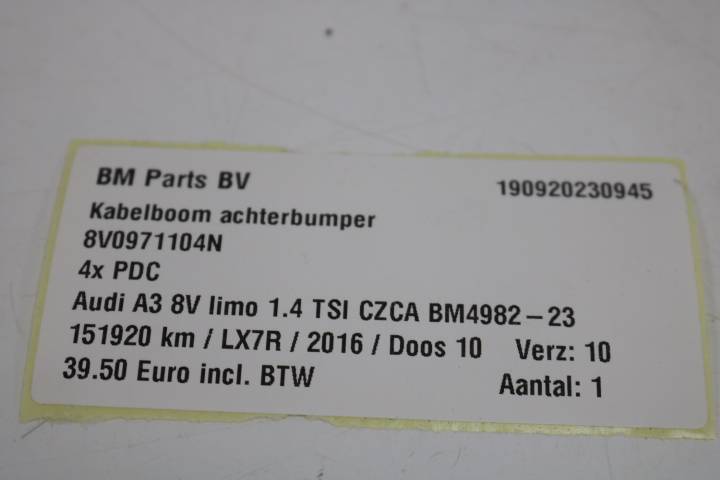 BM Parts BV 190920230945
Kabelboom achterbumper
8V0971104N
4x PDC
Audi A3 8V limo 1.4 TSI CZCA BM4982-23
151920 km / LX7R / 2016 / Doos 10 Verz: 10
39.50 Euro incl. BTW Aantal: 1